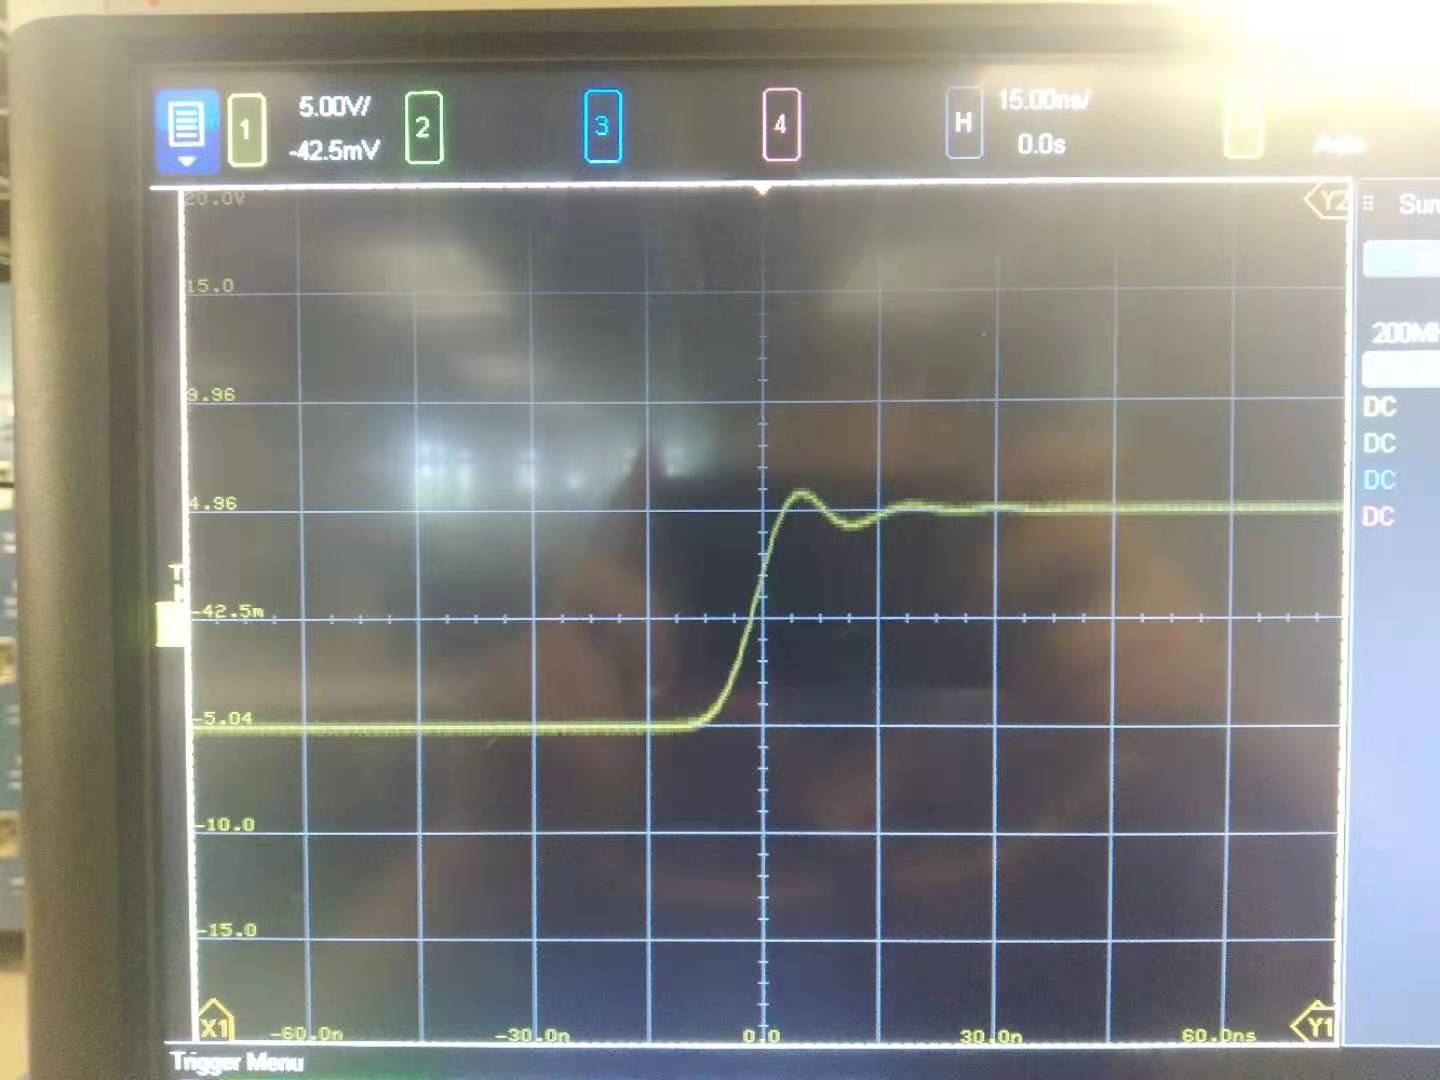 1
5.00V/
-42.5mV
2
3
4
H
15.00ns/
0.0s
20.0V
15.0
9.96
4.96
-42.5m
-5.04
-10.0
-15.0
-60.0n
-30.0n
0.0
30.0n
60.0ns
X1
Y2
Y1
T
DC
DC
DC
DC
Trigger Menu